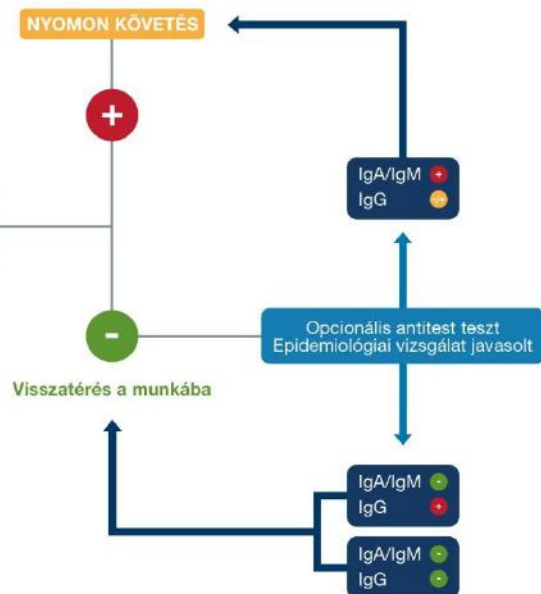 NYOMON KÖVETÉS
+
IgA/IgM +
IgG +/-
-
Opcionális antitest teszt
Epidemiológiai vizsgálat javasolt
Visszatérés a munkába
IgA/IgM -
IgG +
IgA/IgM -
IgG -